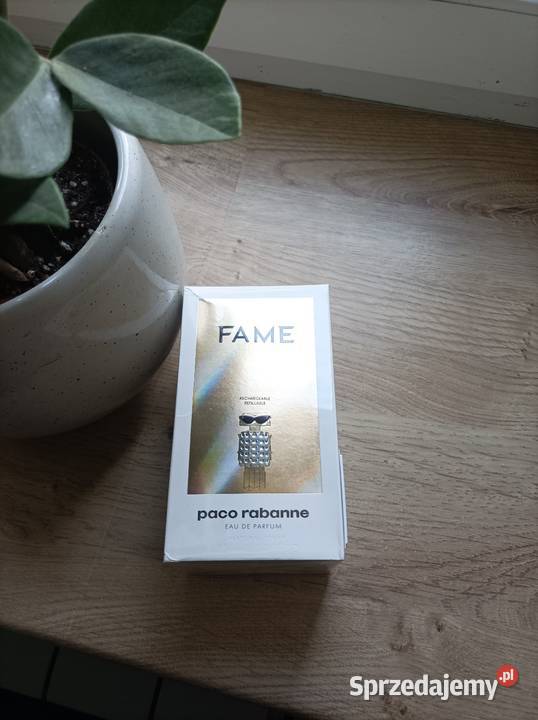 FAME
RECHARGEABLE
REFILLABLE
paco rabanne
EAU DE PARFUM
Sprzedajemy.pl